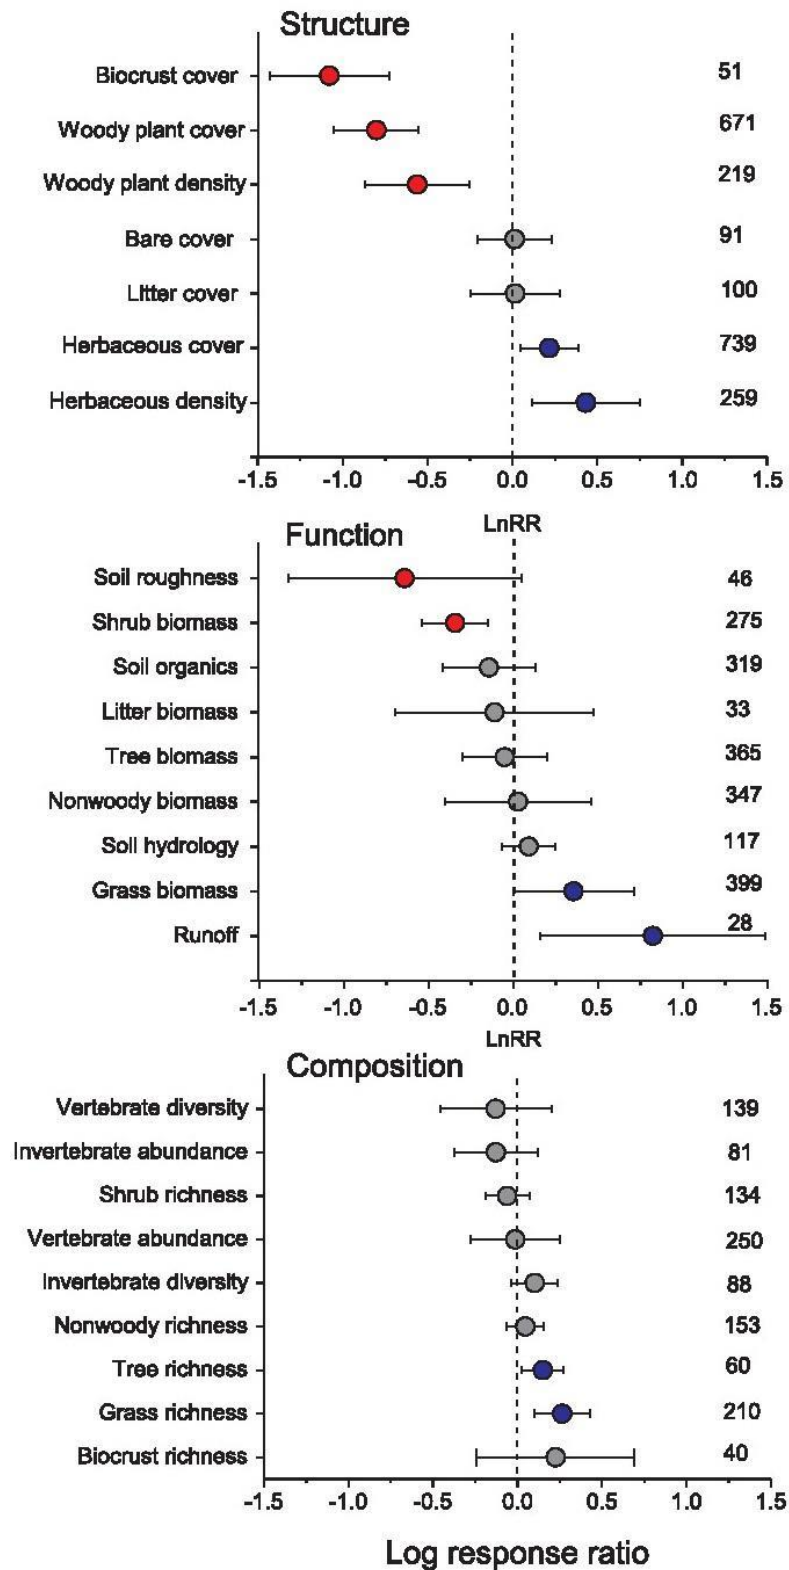 Structure
Biocrust cover 51
Woody plant cover 671
Woody plant density 219
Bare cover 91
Litter cover 100
Herbaceous cover 739
Herbaceous density 259
-1.5 -1.0 -0.5 0.0 0.5 1.0 1.5
LnRR
Function
Soil roughness 46
Shrub biomass 275
Soil organics 319
Litter biomass 33
Tree biomass 365
Nonwoody biomass 347
Soil hydrology 117
Grass biomass 399
Runoff 28
-1.5 -1.0 -0.5 0.0 0.5 1.0 1.5
LnRR
Composition
Vertebrate diversity 139
Invertebrate abundance 81
Shrub richness 134
Vertebrate abundance 250
Invertebrate diversity 88
Nonwoody richness 153
Tree richness 60
Grass richness 210
Biocrust richness 40
-1.5 -1.0 -0.5 0.0 0.5 1.0 1.5
Log response ratio